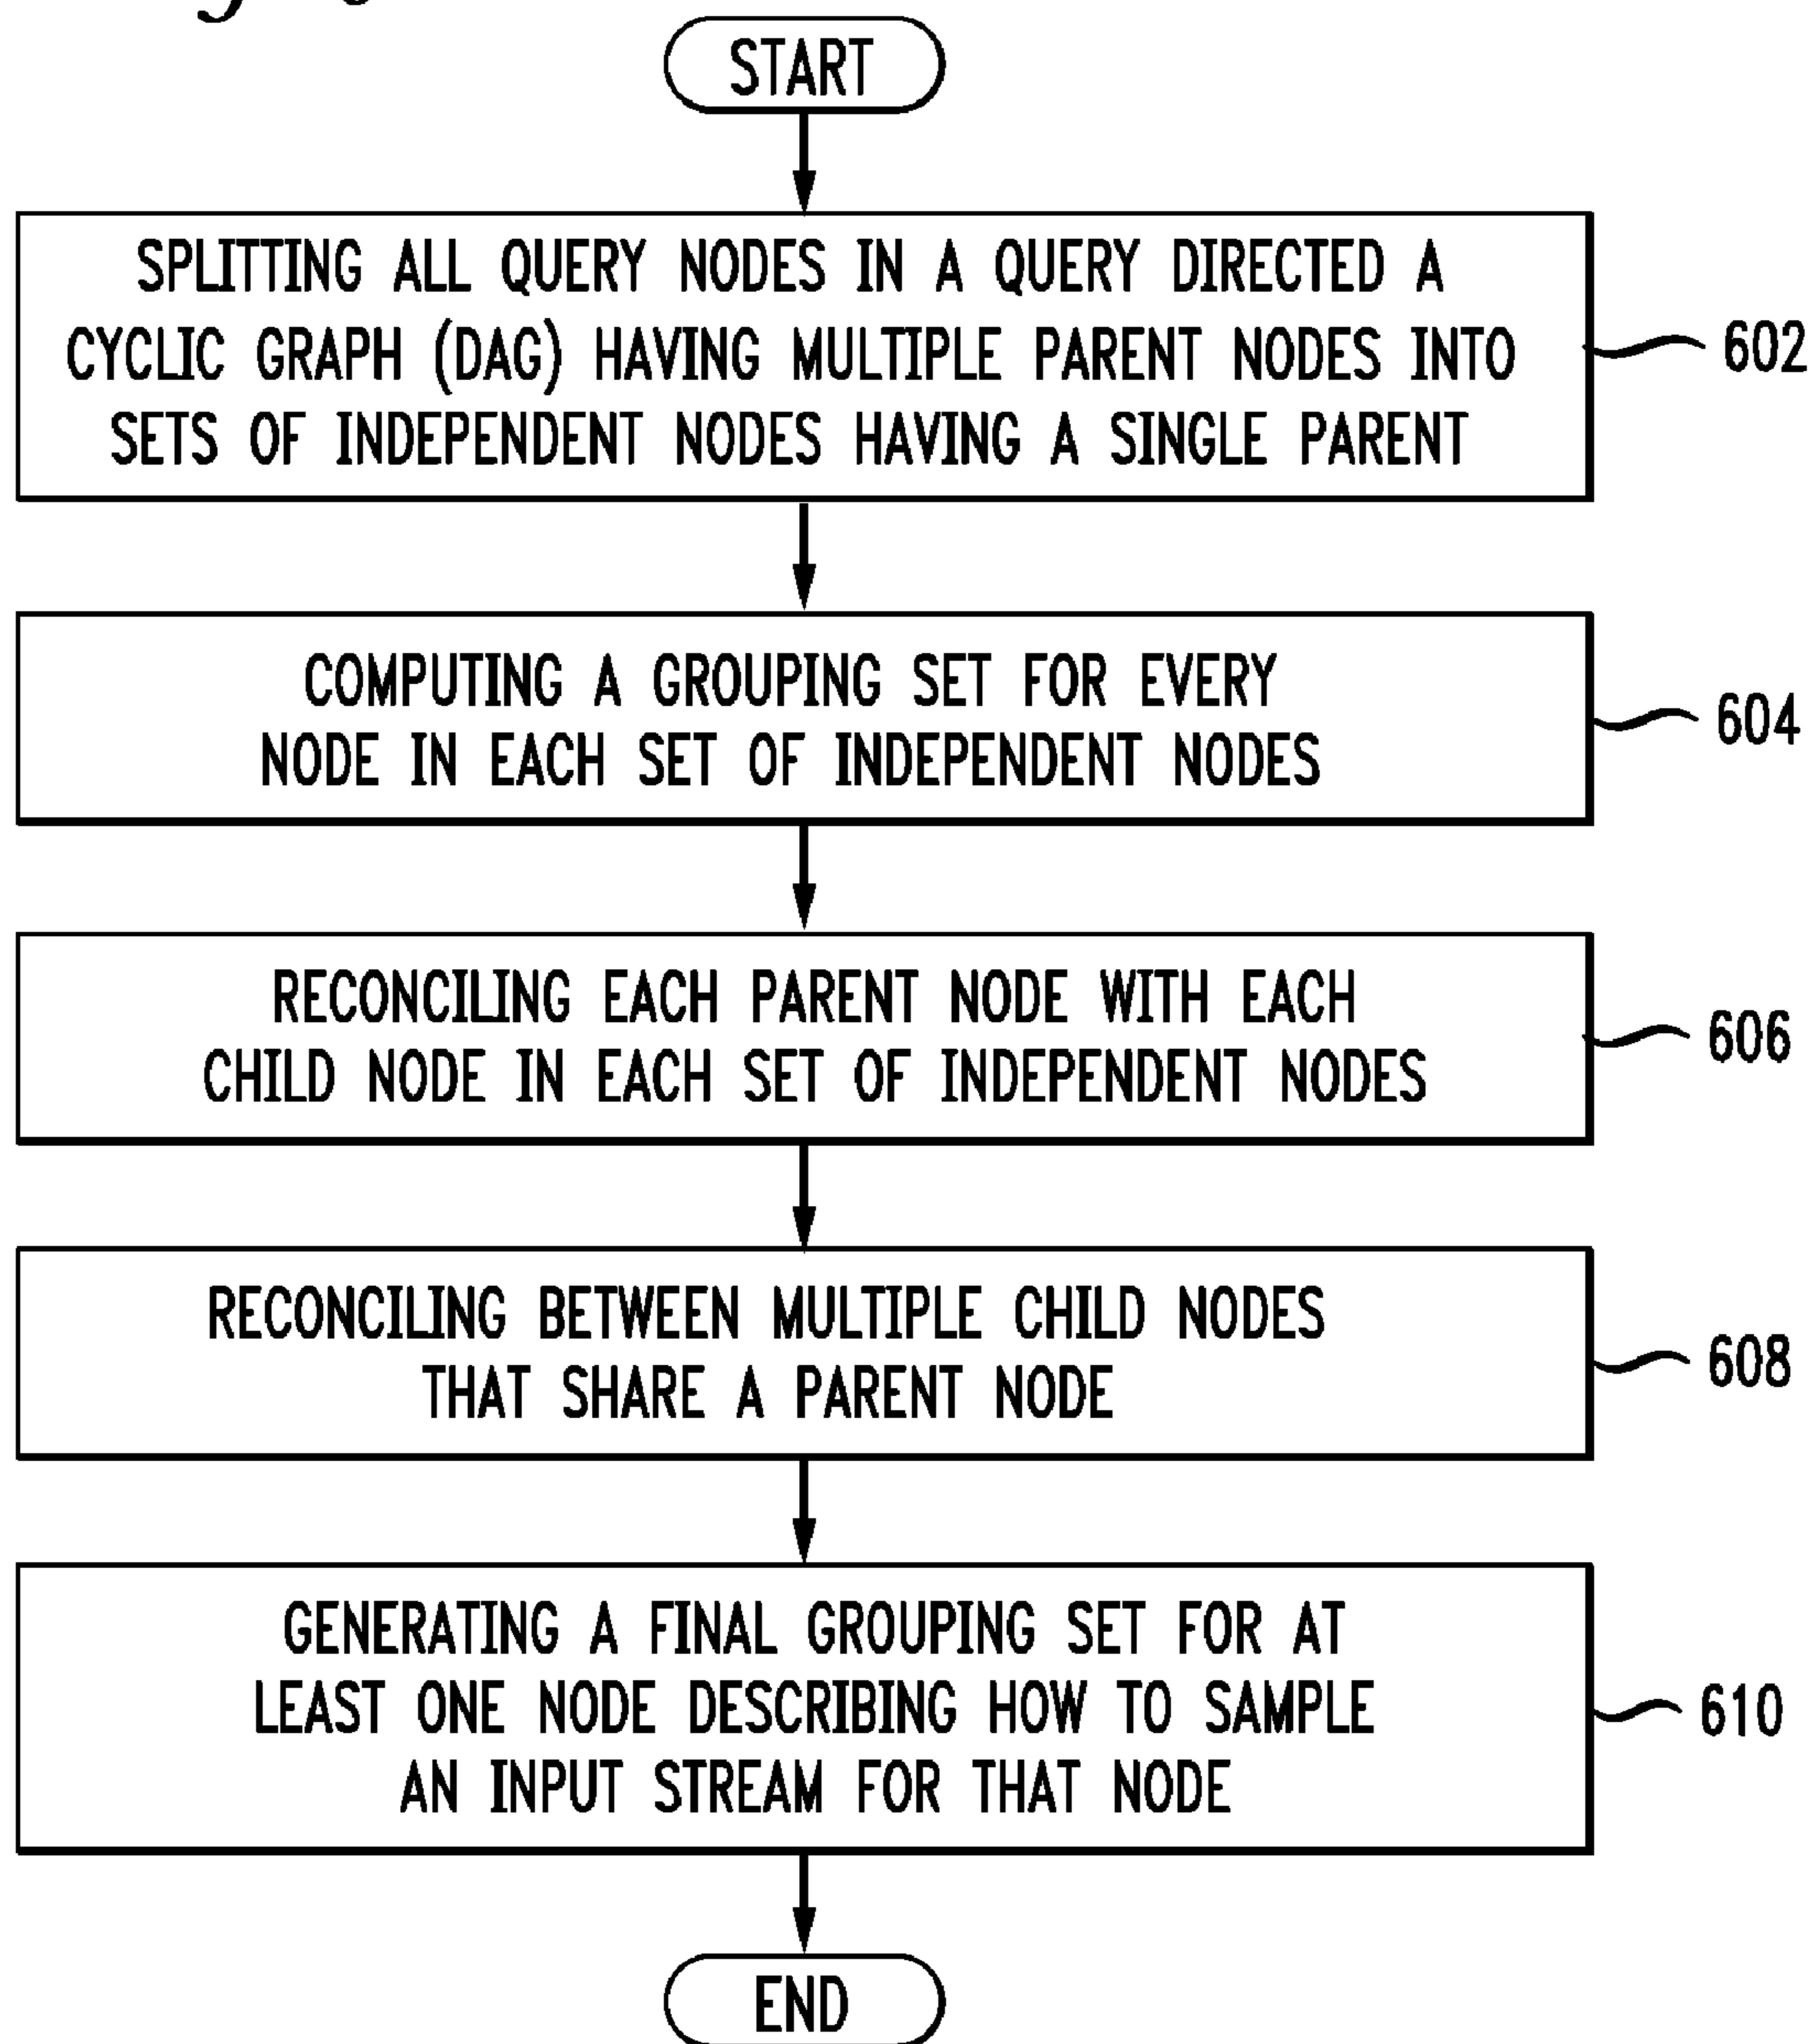 START
SPLITTING ALL QUERY NODES IN A QUERY DIRECTED A
CYCLIC GRAPH (DAG) HAVING MULTIPLE PARENT NODES INTO
SETS OF INDEPENDENT NODES HAVING A SINGLE PARENT
602
COMPUTING A GROUPING SET FOR EVERY
NODE IN EACH SET OF INDEPENDENT NODES
604
RECONCILING EACH PARENT NODE WITH EACH
CHILD NODE IN EACH SET OF INDEPENDENT NODES
606
RECONCILING BETWEEN MULTIPLE CHILD NODES
THAT SHARE A PARENT NODE
608
GENERATING A FINAL GROUPING SET FOR AT
LEAST ONE NODE DESCRIBING HOW TO SAMPLE
AN INPUT STREAM FOR THAT NODE
610
END